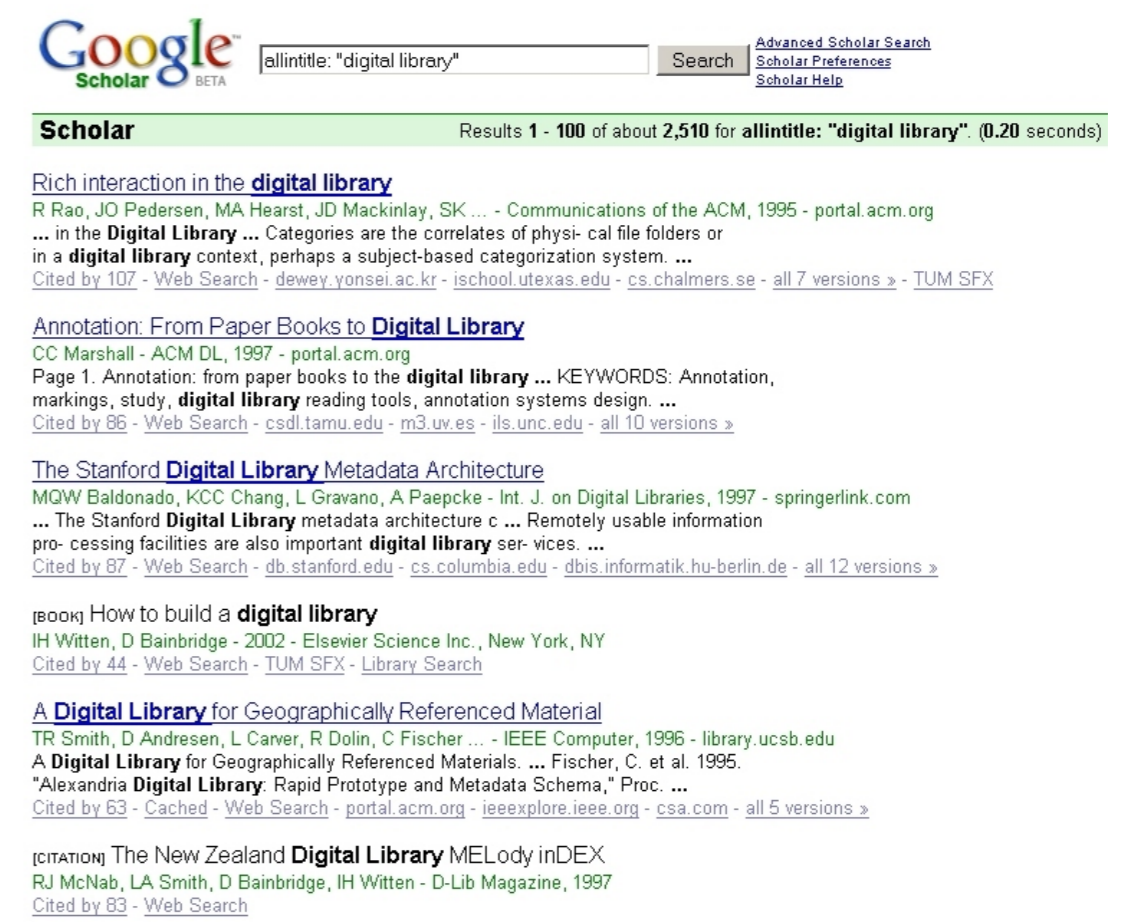 Google™
Scholar BETA
allintitle: "digital library"
Search
Advanced Scholar Search
Scholar Preferences
Scholar Help
Scholar
Results 1 - 100 of about 2,510 for allintitle: "digital library". (0.20 seconds)
Rich interaction in the digital library
R Rao, JO Pedersen, MA Hearst, JD Mackinlay, SK ... - Communications of the ACM, 1995 - portal.acm.org
... in the Digital Library ... Categories are the correlates of physi- cal file folders or
in a digital library context, perhaps a subject-based categorization system. ...
Cited by 107 - Web Search - dewey.yonsei.ac.kr - ischool.utexas.edu - cs.chalmers.se - all 7 versions » - TUM SFX
Annotation: From Paper Books to Digital Library
CC Marshall - ACM DL, 1997 - portal.acm.org
Page 1. Annotation: from paper books to the digital library ... KEYWORDS: Annotation,
markings, study, digital library reading tools, annotation systems design. ...
Cited by 86 - Web Search - csdl.tamu.edu - m3.uv.es - ils.unc.edu - all 10 versions »
The Stanford Digital Library Metadata Architecture
MQW Baldonado, KCC Chang, L Gravano, A Paepcke - Int. J. on Digital Libraries, 1997 - springerlink.com
... The Stanford Digital Library metadata architecture c ... Remotely usable information
pro- cessing facilities are also important digital library ser- vices. ...
Cited by 87 - Web Search - db.stanford.edu - cs.columbia.edu - dbis.informatik.hu-berlin.de - all 12 versions »
[BOOK] How to build a digital library
IH Witten, D Bainbridge - 2002 - Elsevier Science Inc., New York, NY
Cited by 44 - Web Search - TUM SFX - Library Search
A Digital Library for Geographically Referenced Material
TR Smith, D Andresen, L Carver, R Dolin, C Fischer ... - IEEE Computer, 1996 - library.ucsb.edu
A Digital Library for Geographically Referenced Materials. ... Fischer, C. et al. 1995.
"Alexandria Digital Library: Rapid Prototype and Metadata Schema," Proc. ...
Cited by 63 - Cached - Web Search - portal.acm.org - ieeexplore.ieee.org - csa.com - all 5 versions »
[CITATION] The New Zealand Digital Library MELody inDEX
RJ McNab, LA Smith, D Bainbridge, IH Witten - D-Lib Magazine, 1997
Cited by 83 - Web Search